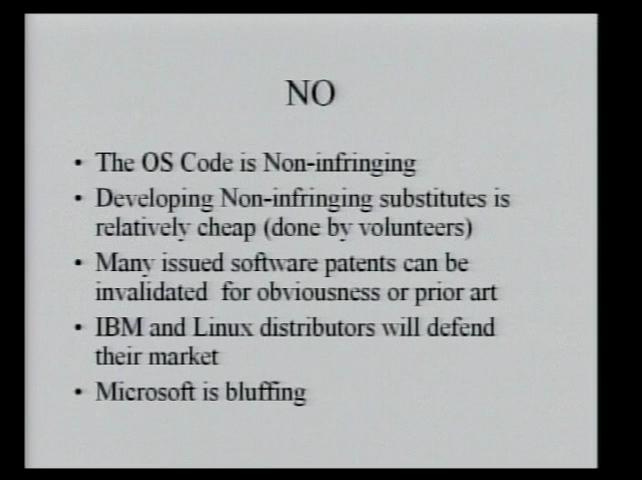 NO
• The OS Code is Non-infringing
• Developing Non-infringing substitutes is
relatively cheap (done by volunteers)
• Many issued software patents can be
invalidated for obviousness or prior art
• IBM and Linux distributors will defend
their market
• Microsoft is bluffing